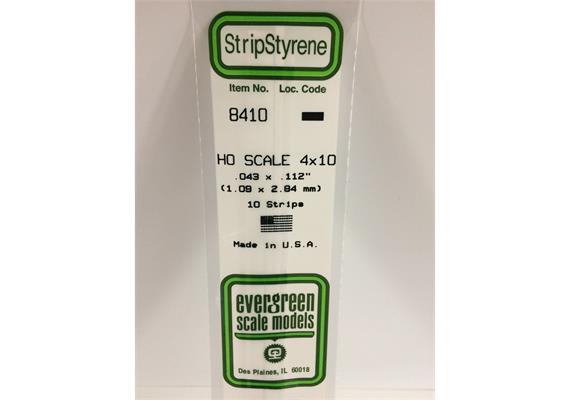 StripStyrene
Item No. Loc. Code
8410
HO SCALE 4x10
.043 x .112"
(1.09 x 2.84 mm)
10 Strips
Made in U.S.A.
evergreen
scale models
Des Plaines, IL 60018